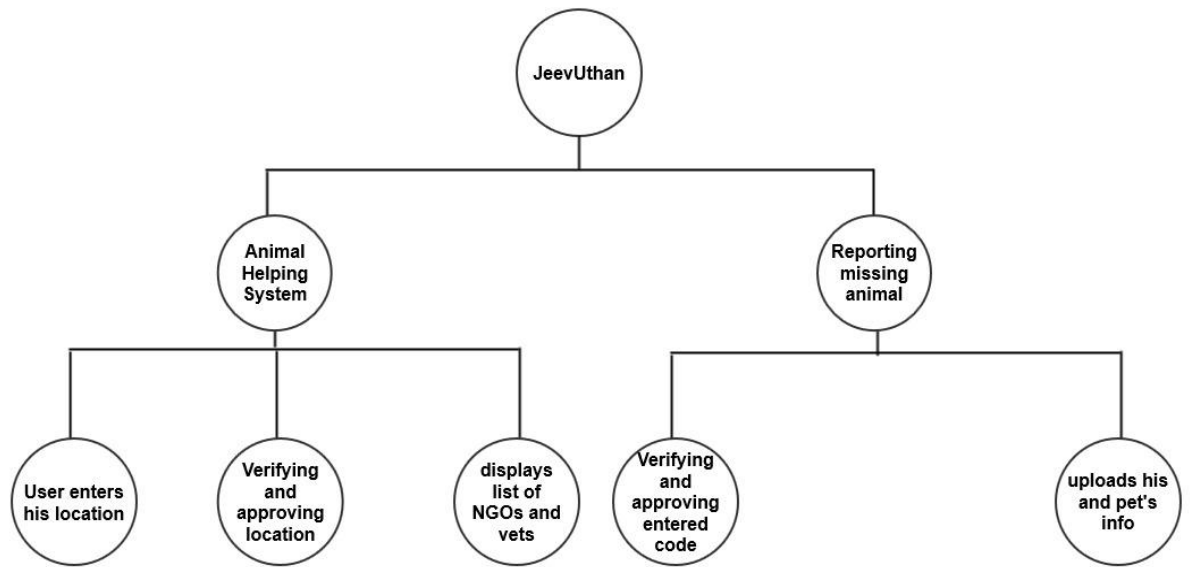 JeevUthan
Animal
Helping
System
Reporting
missing
animal
User enters
his location
Verifying
and
approving
location
displays
list of
NGOs and
vets
Verifying
and
approving
entered
code
uploads his
and pet's
info